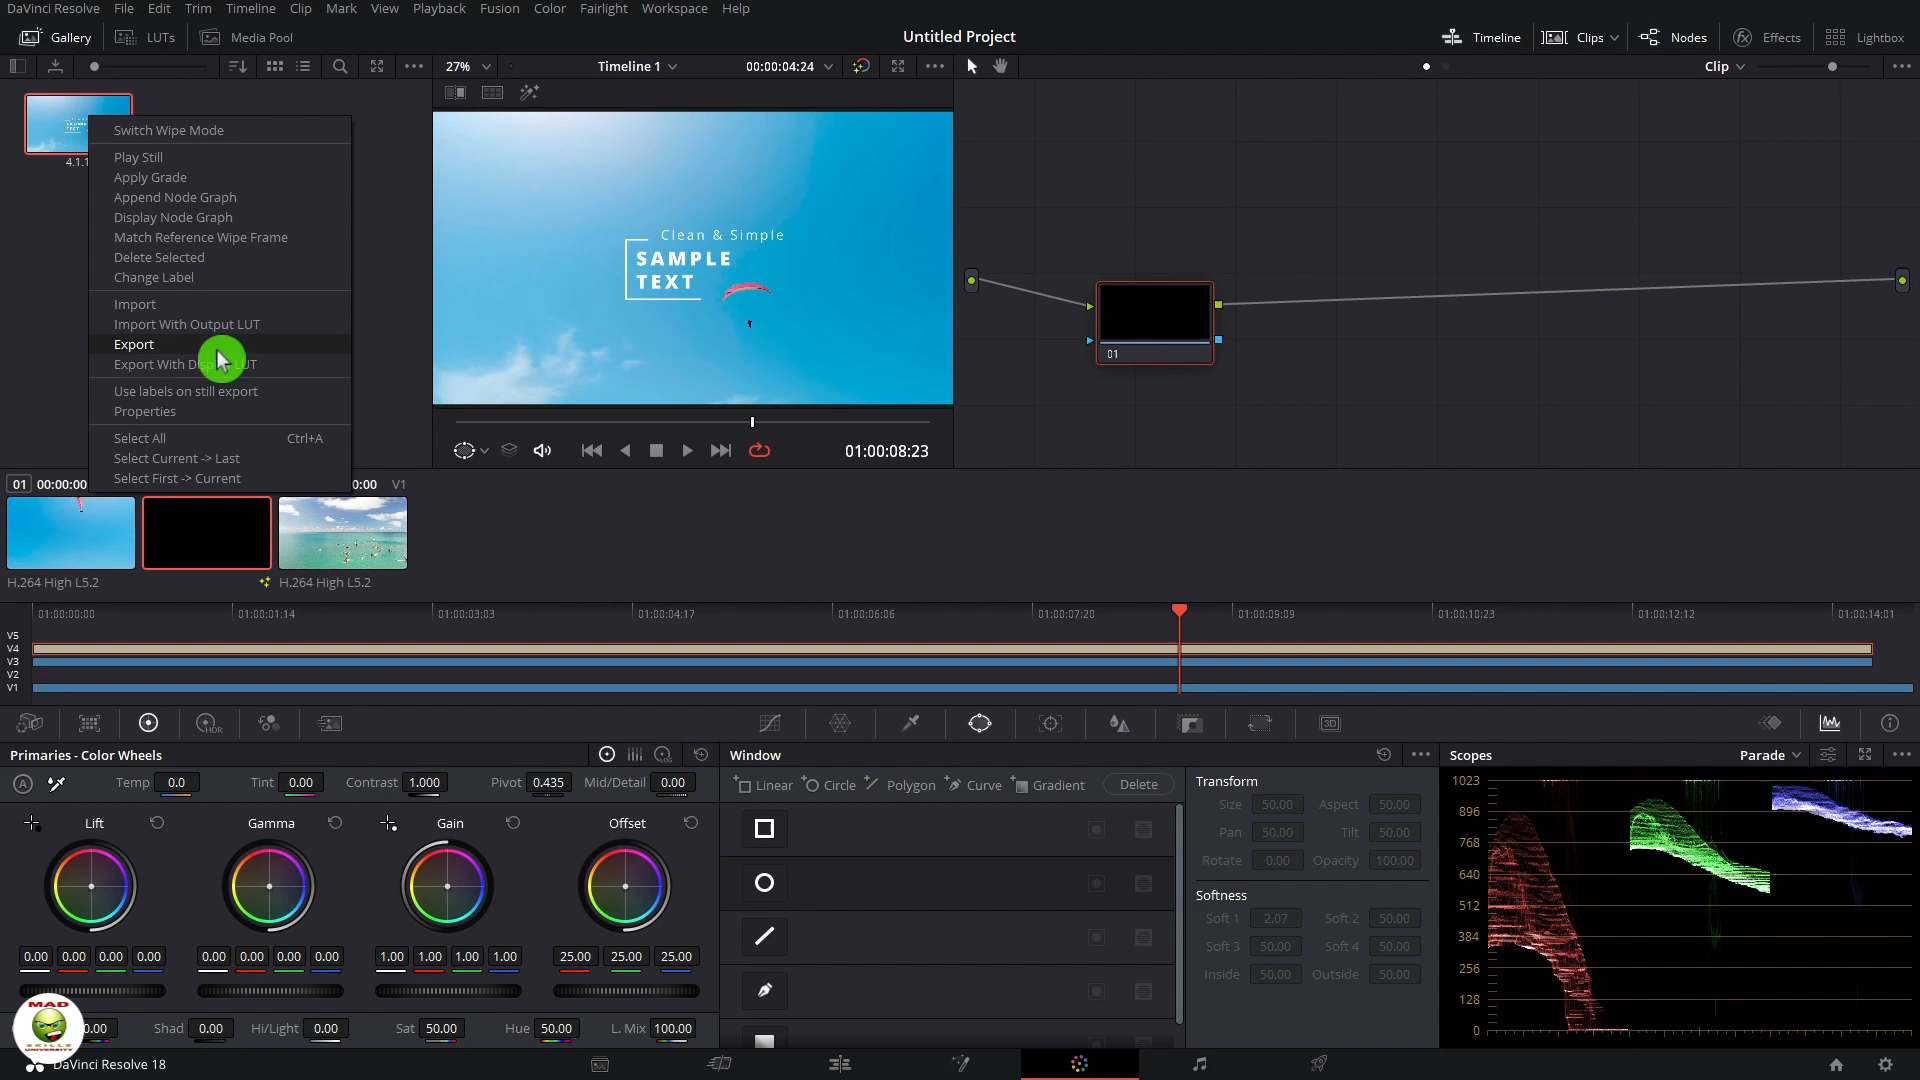 DaVinci Resolve File Edit Trim Timeline Clip Mark View Playback Fusion Color Fairlight Workspace Help
Gallery LUTs Media Pool Untitled Project Timeline Clips Nodes Effects Lightbox
27% Timeline 1 00:00:04:24 Clip
4.1.1
Switch Wipe Mode
Play Still
Apply Grade
Append Node Graph
Display Node Graph
Match Reference Wipe Frame
Delete Selected
Change Label
Import
Import With Output LUT
Export
Export With Disp LUT
Use labels on still export
Properties
Select All Ctrl+A
Select Current -> Last
Select First -> Current
Clean & Simple
SAMPLE
TEXT
01:00:08:23
01
01 00:00:00 0:00 V1
H.264 High L5.2 H.264 High L5.2
01:00:00:00 01:00:01:14 01:00:03:03 01:00:04:17 01:00:06:06 01:00:07:20 01:00:09:09 01:00:10:23 01:00:12:12 01:00:14:01
V5
V4
V3
V2
V1
HDR 3D
Primaries - Color Wheels LOG Window Scopes Parade
A Temp 0.0 Tint 0.00 Contrast 1.000 Pivot 0.435 Mid/Detail 0.00
Linear Circle Polygon Curve Gradient Delete
Lift Gamma Gain Offset
0.00 0.00 0.00 0.00 0.00 0.00 0.00 0.00 1.00 1.00 1.00 1.00 25.00 25.00 25.00
0.00 Shad 0.00 Hi/Light 0.00 Sat 50.00 Hue 50.00 L. Mix 100.00
Transform
Size 50.00 Aspect 50.00
Pan 50.00 Tilt 50.00
Rotate 0.00 Opacity 100.00
Softness
Soft 1 2.07 Soft 2 50.00
Soft 3 50.00 Soft 4 50.00
Inside 50.00 Outside 50.00
1023
896
768
640
512
384
256
128
0
MAD
SKILLS
UNIVERSITY
DaVinci Resolve 18